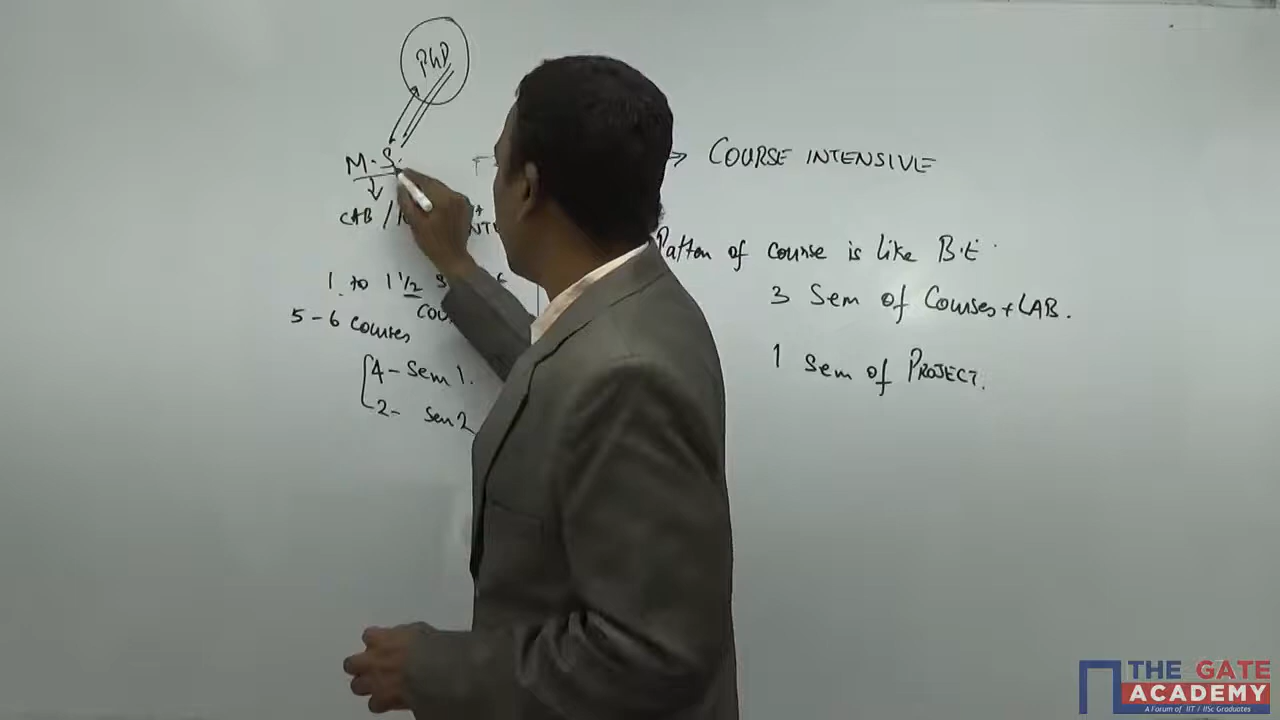 PhD
M.S.
→ COURSE INTENSIVE
LAB /
Patton of course is like B.E.
1 to 1 1/2
3 Sem of Courses + LAB.
5-6 Courses
4 - Sem 1.
1 Sem of PROJECT.
2 - Sem 2
THE GATE
ACADEMY
A Forum of IIT / IISc Graduates